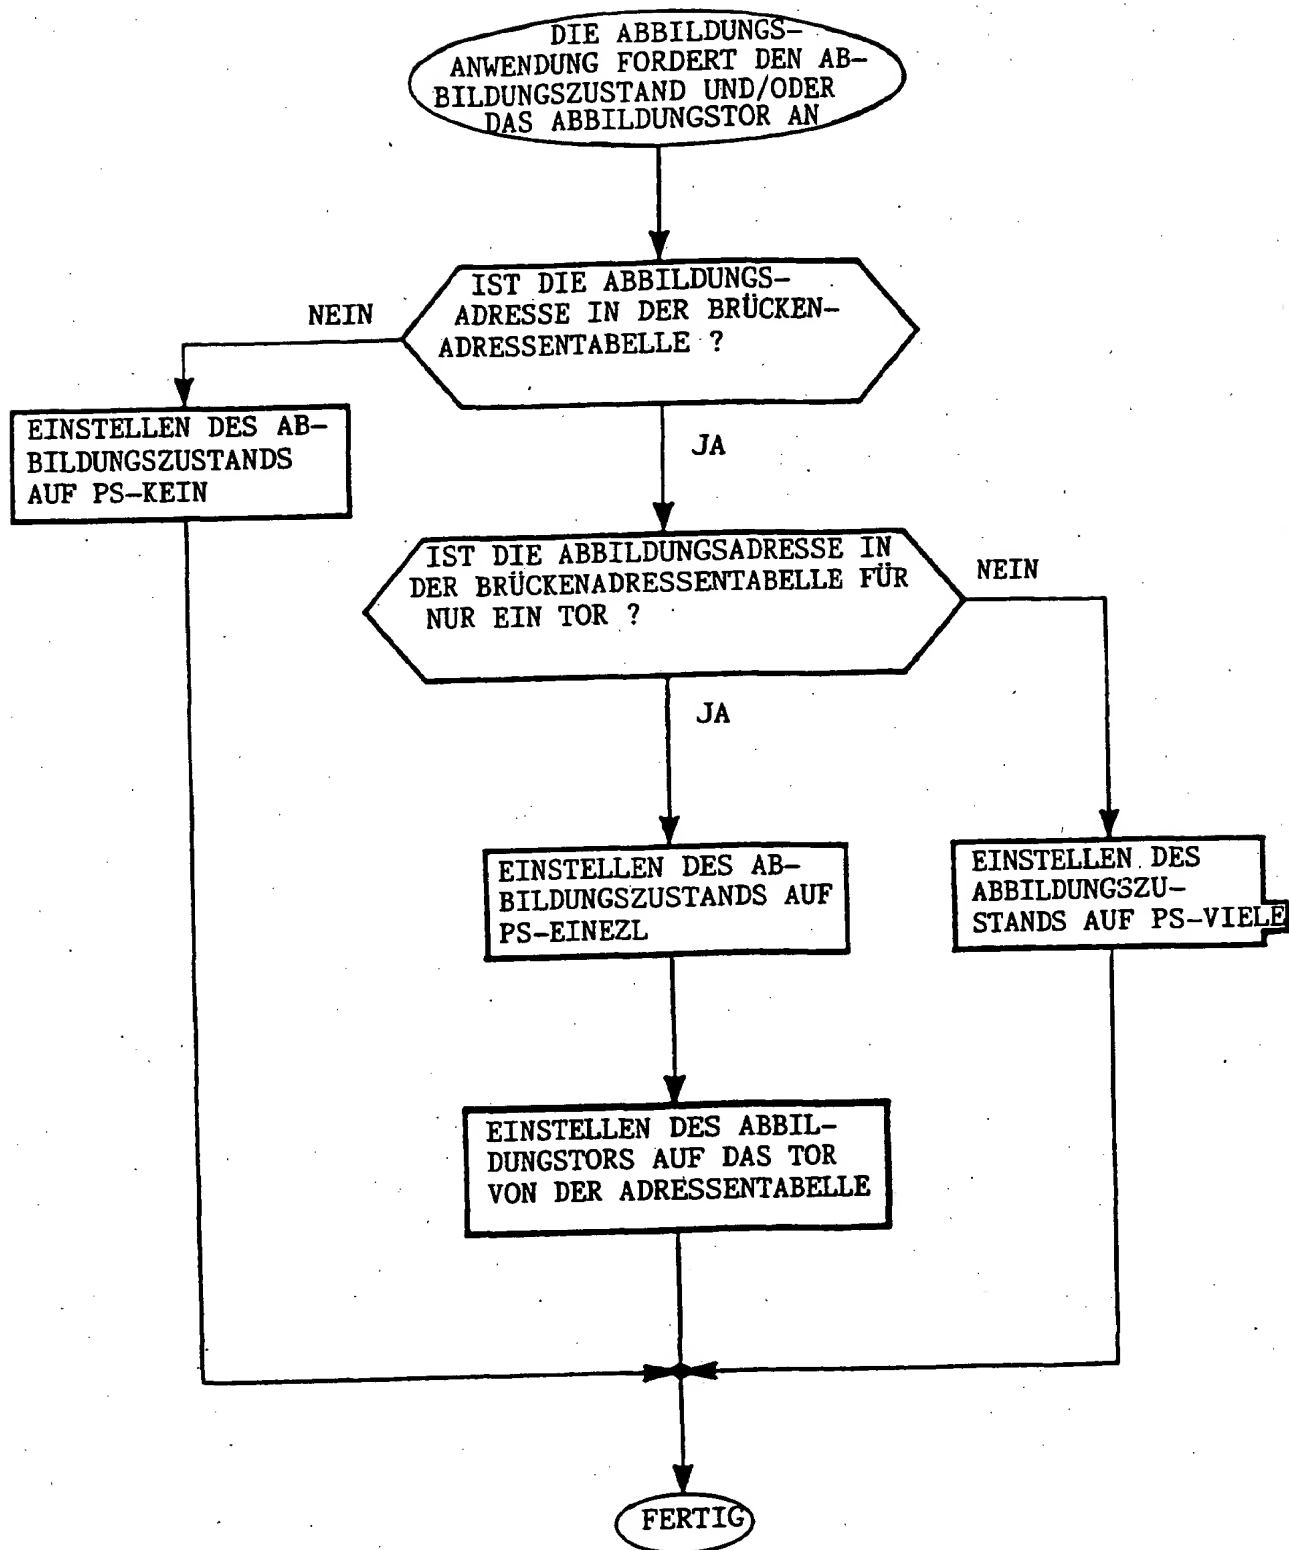 DIE ABBILDUNGS-
ANWENDUNG FORDERT DEN AB-
BILDUNGSZUSTAND UND/ODER
DAS ABBILDUNGSTOR AN
IST DIE ABBILDUNGS-
ADRESSE IN DER BRÜCKEN-
ADRESSENTABELLE ?
NEIN
EINSTELLEN DES AB-
BILDUNGSZUSTANDS
AUF PS-KEIN
JA
IST DIE ABBILDUNGSADRESSE IN
DER BRÜCKENADRESSENTABELLE FÜR
NUR EIN TOR ?
NEIN
JA
EINSTELLEN DES AB-
BILDUNGSZUSTANDS AUF
PS-EINEZL
EINSTELLEN DES
ABBILDUNGSZU-
STANDS AUF PS-VIELE
EINSTELLEN DES ABBIL-
DUNGSTORS AUF DAS TOR
VON DER ADRESSENTABELLE
FERTIG